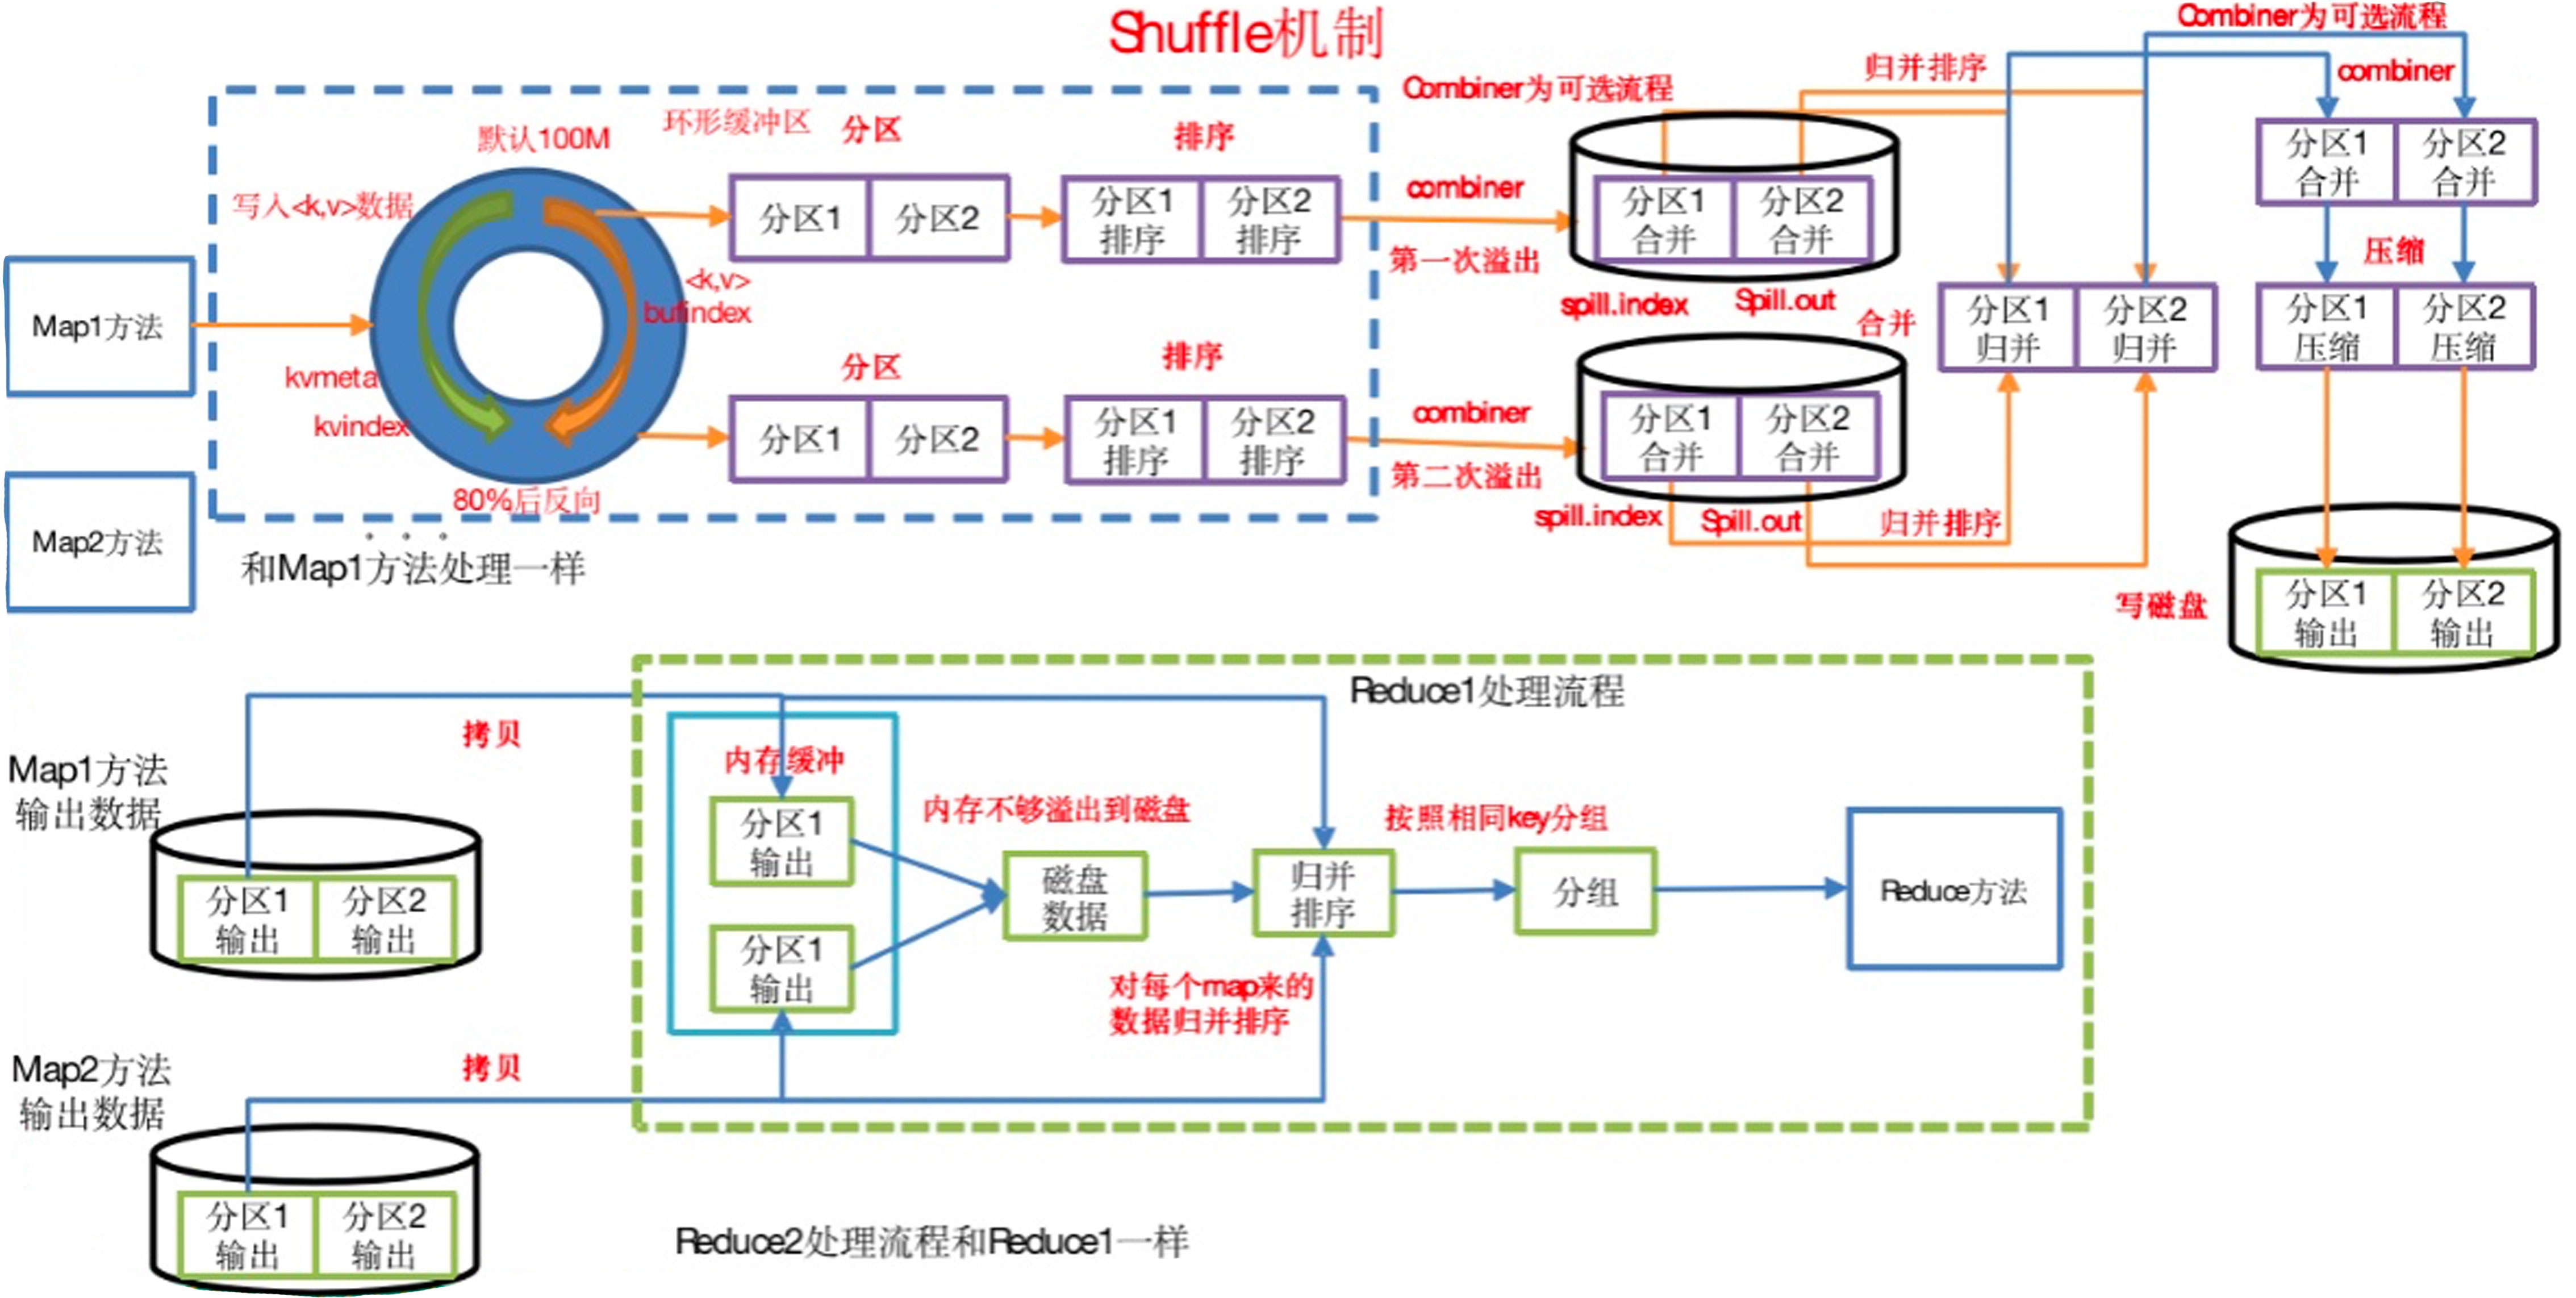 Shuffle机制
Combiner为可选流程
Combiner为可选流程
归并排序
combiner
默认100M
环形缓冲区
分区
排序
写入<k,v>数据
分区1
分区2
分区1
排序
分区2
排序
combiner
第一次溢出
分区1
合并
分区2
合并
spill.index
Spill.out
<k,v>
bufindex
Map1方法
kvmeta
kvindex
80%后反向
分区
排序
分区1
分区2
分区1
排序
分区2
排序
combiner
第二次溢出
分区1
合并
分区2
合并
spill.index
Spill.out
归并排序
合并
分区1
归并
分区2
归并
分区1
合并
分区2
合并
压缩
分区1
压缩
分区2
压缩
写磁盘
分区1
输出
分区2
输出
Map2方法
. . .
和Map1方法处理一样
Reduce1处理流程
拷贝
Map1方法
输出数据
分区1
输出
分区2
输出
内存缓冲
分区1
输出
分区1
输出
内存不够溢出到磁盘
磁盘
数据
归并
排序
对每个map来的
数据归并排序
按照相同key分组
分组
Reduce方法
拷贝
Map2方法
输出数据
分区1
输出
分区2
输出
Reduce2处理流程和Reduce1一样